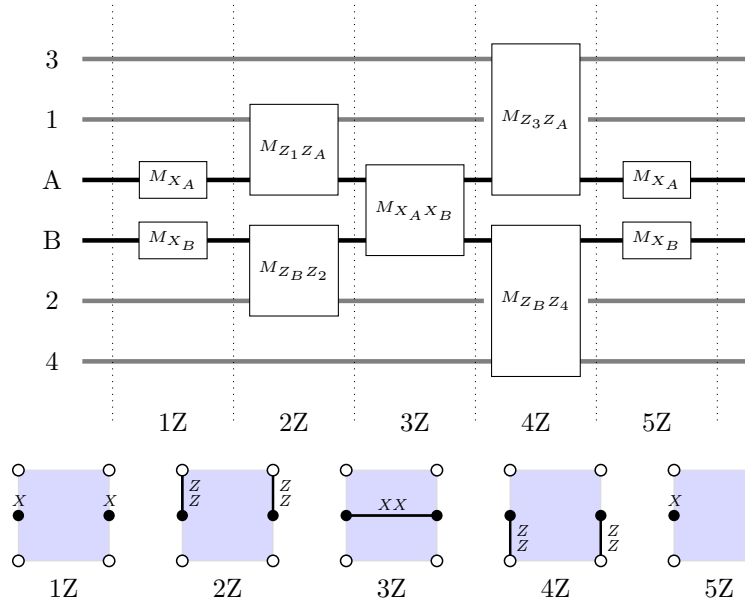 3
1
A M_{X_A} M_{Z_1 Z_A} M_{X_A X_B} M_{Z_3 Z_A} M_{X_A}
B M_{X_B} M_{Z_B Z_2} M_{Z_B Z_4} M_{X_B}
2
4
1Z 2Z 3Z 4Z 5Z
X X Z Z Z Z XX Z Z Z Z X
1Z 2Z 3Z 4Z 5Z